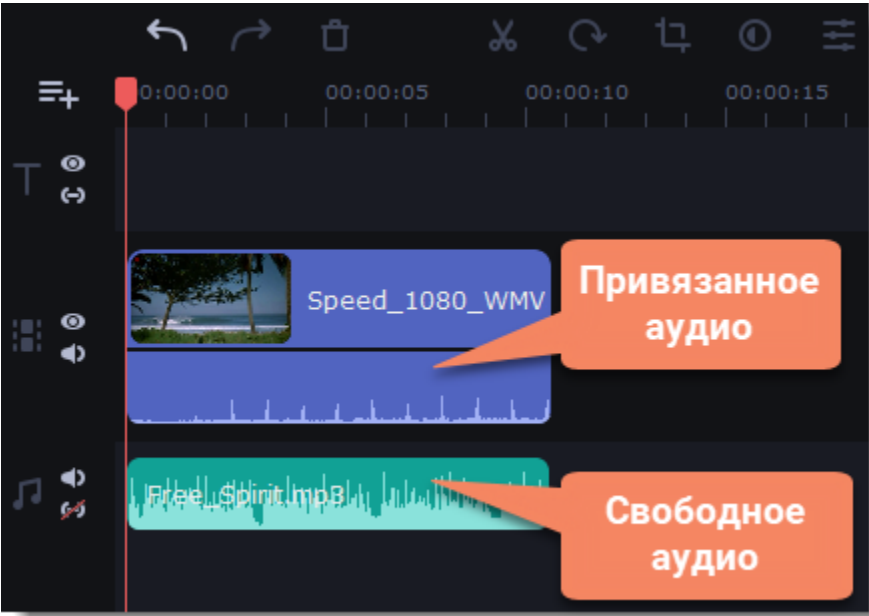 00:00:00 00:00:05 00:00:10 00:00:15
T
Speed_1080_WMV
Привязанное
аудио
Free_Spirit.mp3
Свободное
аудио